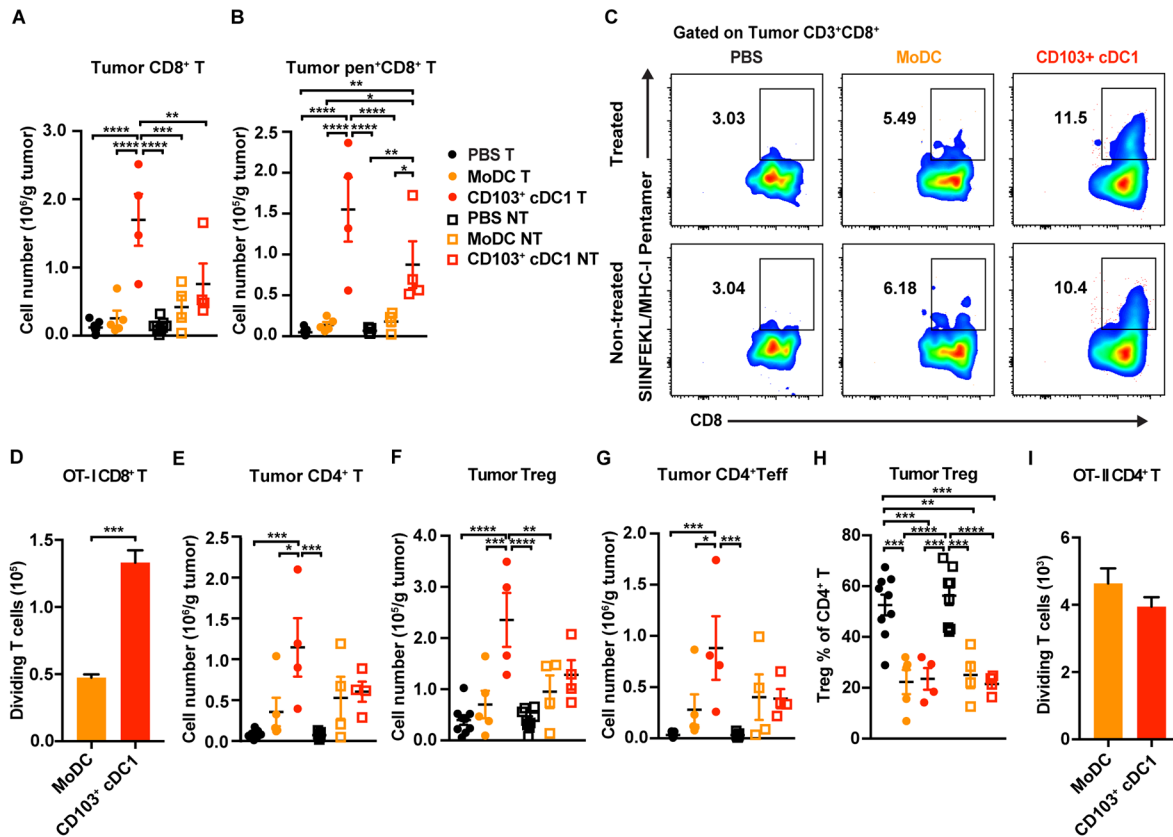 A
Tumor CD8⁺ T
Cell number (10⁶/g tumor)
3.0
2.0
1.0
0.0
****
****
****
***
**
B
Tumor pen⁺CD8⁺ T
Cell number (10⁵/g tumor)
2.5
2.0
1.5
1.0
0.5
0.0
**
*
****
****
****
****
**
*
PBS T
MoDC T
CD103⁺ cDC1 T
PBS NT
MoDC NT
CD103⁺ cDC1 NT
C
Gated on Tumor CD3⁺CD8⁺
PBS
MoDC
CD103+ cDC1
Treated
3.03
5.49
11.5
Non-treated
3.04
6.18
10.4
SIINFEKL/MHC-I Pentamer
CD8
D
OT-I CD8⁺ T
Dividing T cells (10⁵)
1.5
1.0
0.5
0.0
***
MoDC
CD103⁺ cDC1
E
Tumor CD4⁺ T
Cell number (10⁶/g tumor)
3.0
2.0
1.0
0.0
***
*
***
F
Tumor Treg
Cell number (10⁵/g tumor)
4.0
3.0
2.0
1.0
0.0
****
**
***
****
G
Tumor CD4⁺Teff
Cell number (10⁶/g tumor)
2.0
1.5
1.0
0.5
0.0
***
*
***
H
Tumor Treg
Treg % of CD4⁺ T
80
60
40
20
0
***
**
***
****
****
***
***
***
I
OT-II CD4⁺ T
Dividing T cells (10³)
6
4
2
0
MoDC
CD103⁺ cDC1